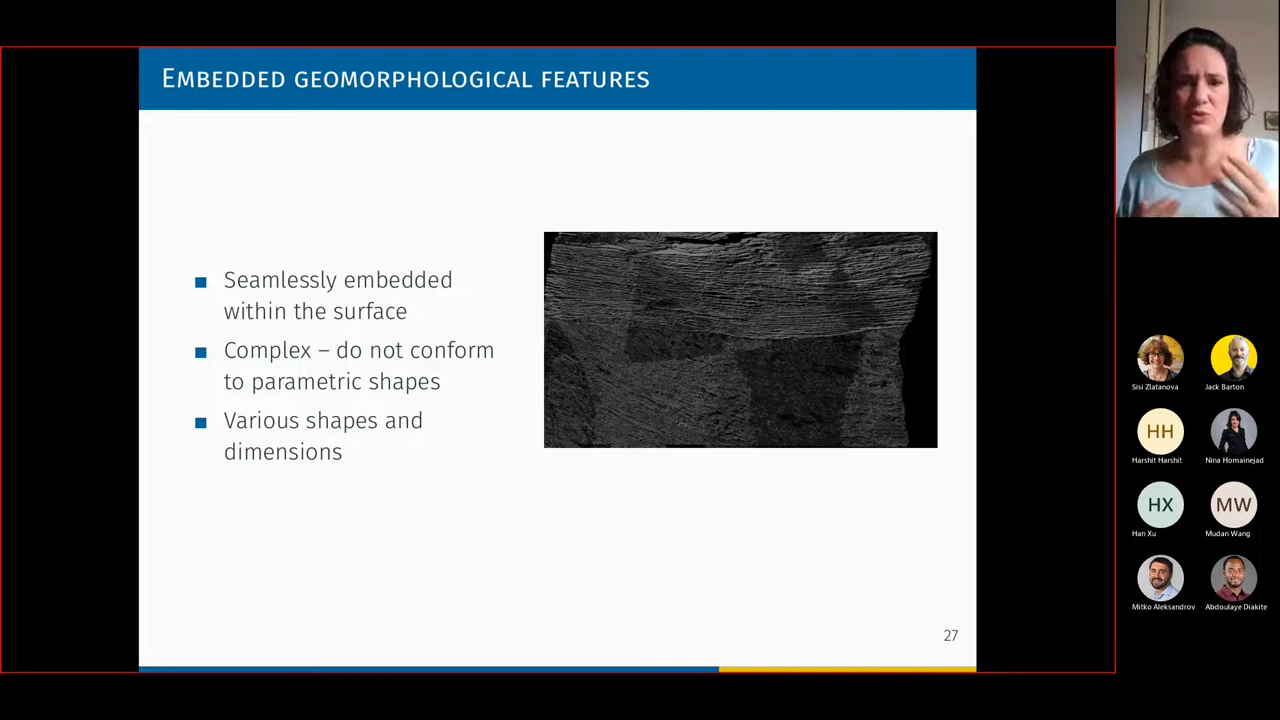 EMBEDDED GEOMORPHOLOGICAL FEATURES
■ Seamlessly embedded
within the surface
■ Complex – do not conform
to parametric shapes
■ Various shapes and
dimensions
27
Sisi Zlatanova
Jack Barton
HH
Harshit Harshit
Nina Homainejad
HX
Han Xu
MW
Mudan Wang
Mitko Aleksandrov
Abdoulaye Diakite